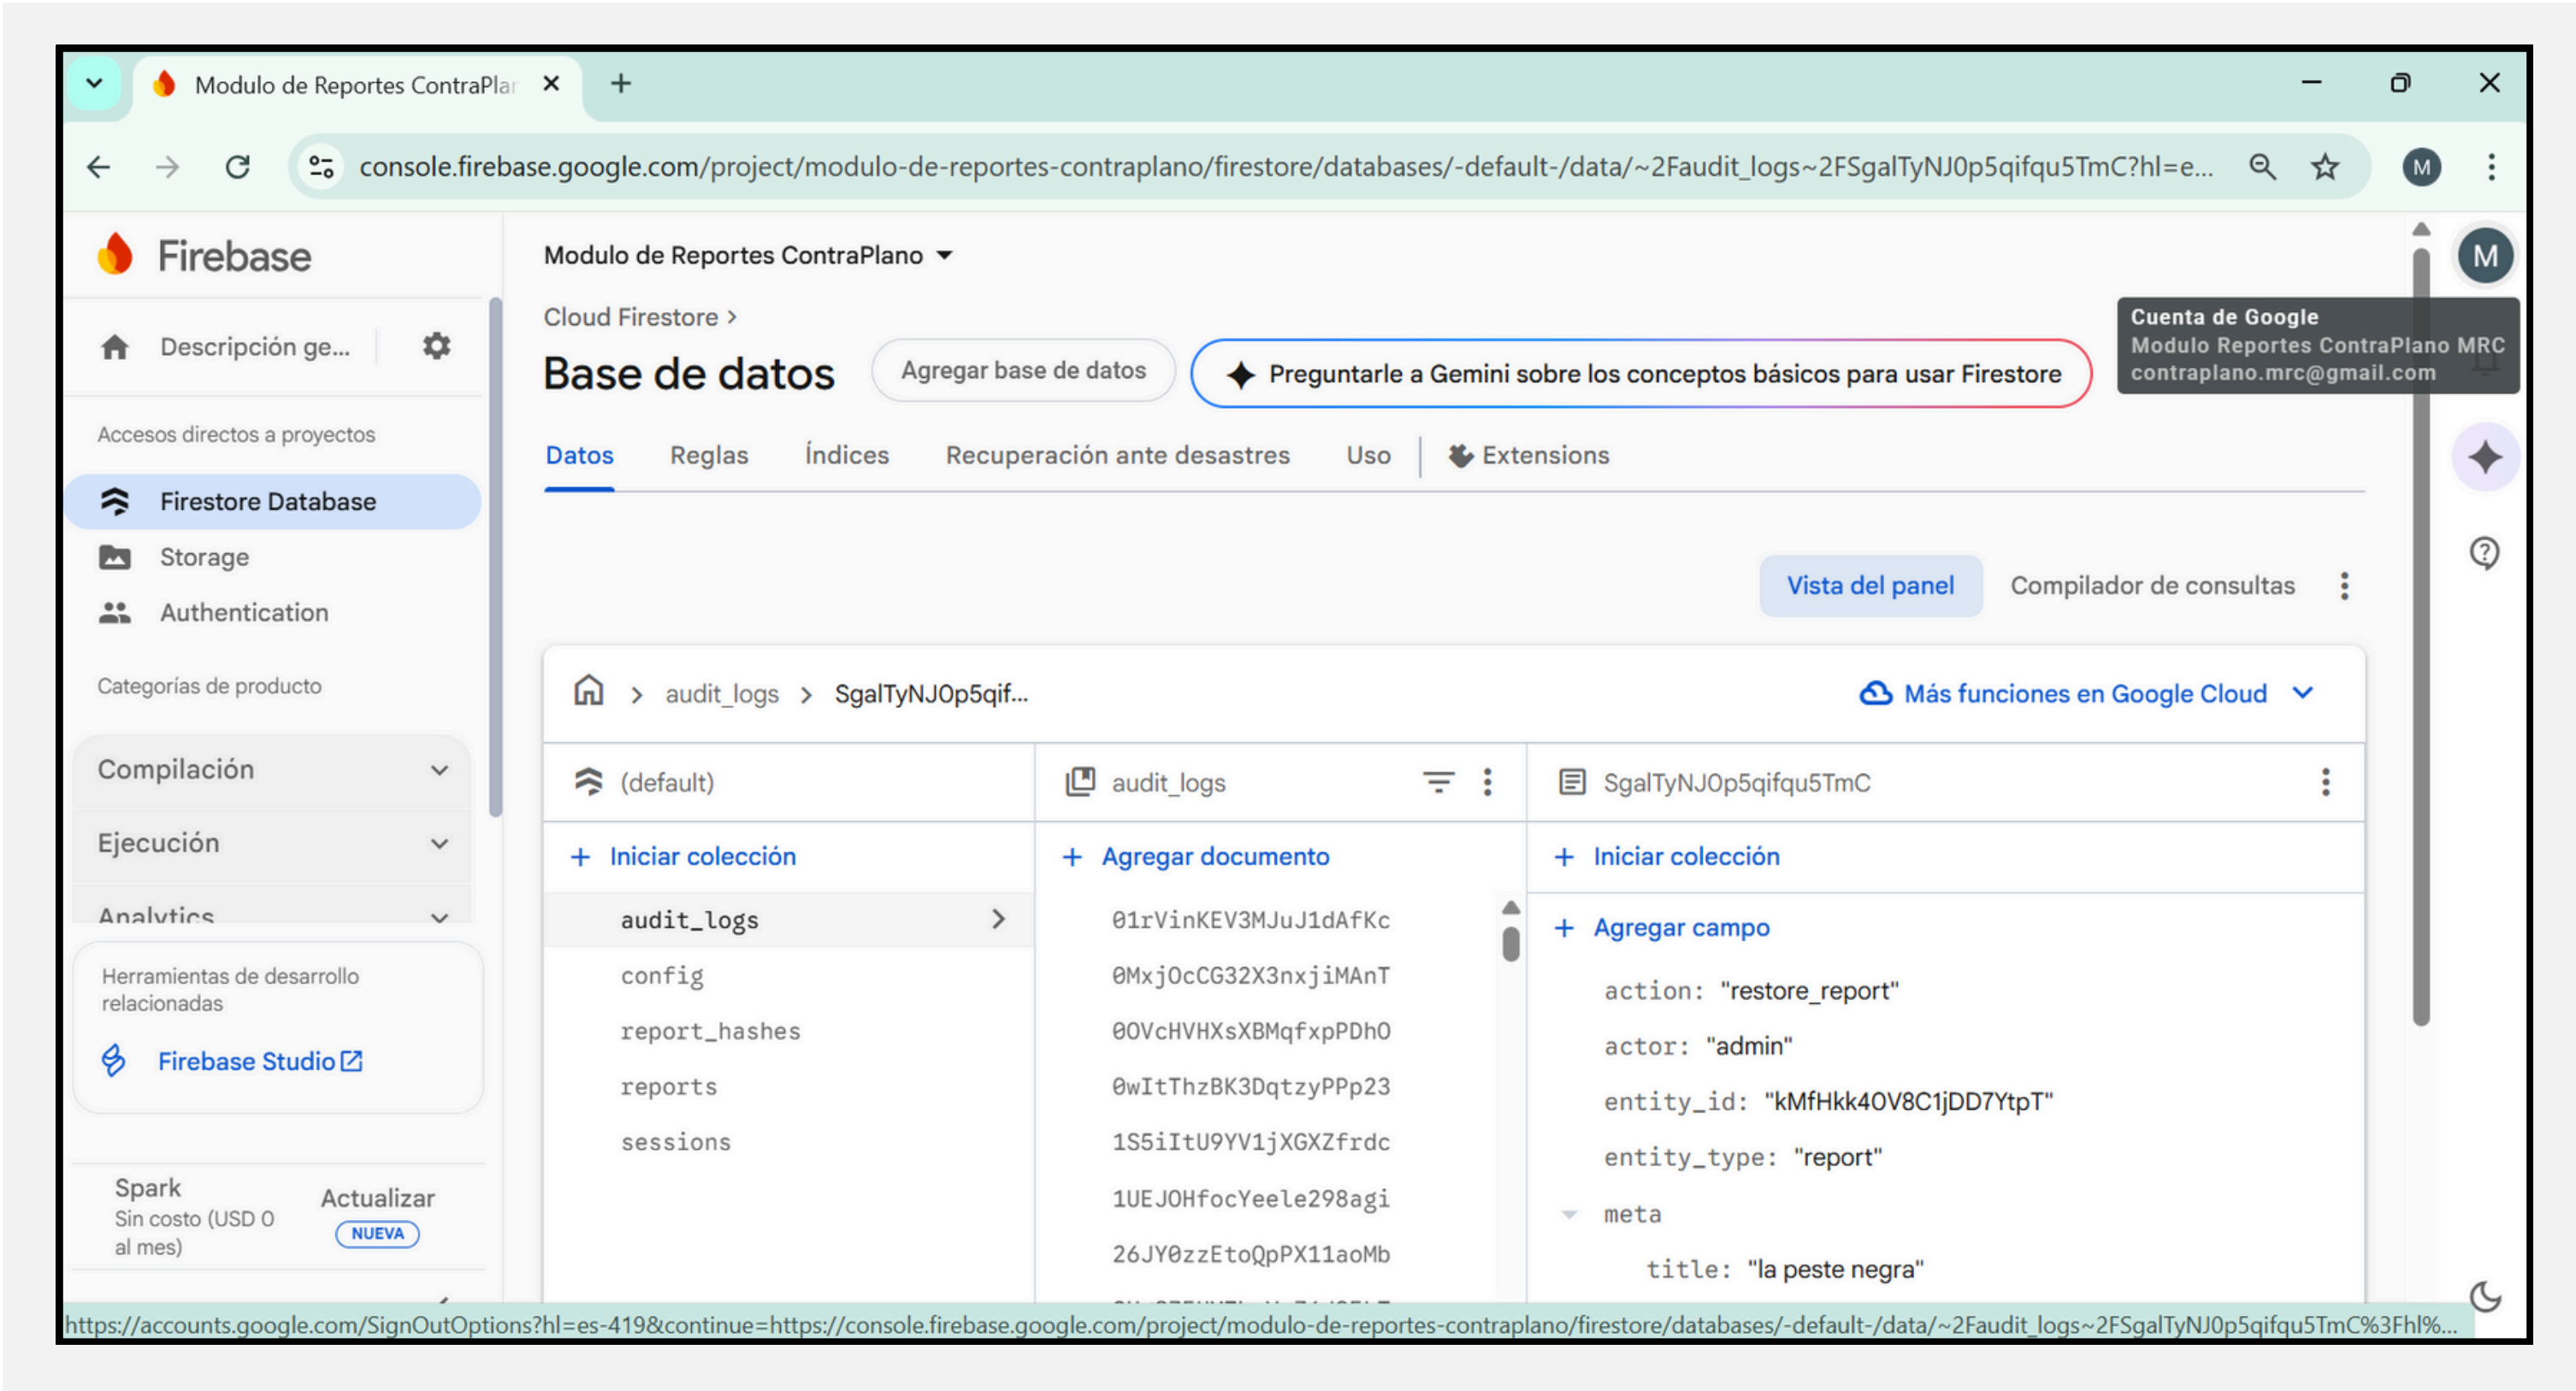 Modulo de Reportes ContraPlan
console.firebase.google.com/project/modulo-de-reportes-contraplano/firestore/databases/-default-/data/~2Faudit_logs~2FSgalTyNJ0p5qifqu5TmC?hl=e...
M
Firebase
Modulo de Reportes ContraPlano
M
Cuenta de Google
Modulo Reportes ContraPlano MRC
contraplano.mrc@gmail.com
Descripción ge...
Cloud Firestore >
Base de datos
Agregar base de datos
Preguntarle a Gemini sobre los conceptos básicos para usar Firestore
Accesos directos a proyectos
Datos Reglas Índices Recuperación ante desastres Uso Extensions
Firestore Database
Storage
Authentication
Vista del panel Compilador de consultas
Categorías de producto
> audit_logs > SgalTyNJ0p5qif...
Más funciones en Google Cloud
Compilación
Ejecución
Analytics
(default)
+ Iniciar colección
audit_logs
config
report_hashes
reports
sessions
audit_logs
+ Agregar documento
01rVinKEV3MJuJ1dAfKc
0MxjOcCG32X3nxjiMAnT
0OVcHVHXsXBMqfxpPDhO
0wItThzBK3DqtzyPPp23
1S5iItU9YV1jXGXZfrdc
1UEJOHfocYeele298agi
26JY0zzEtoQpPX11aoMb
SgalTyNJ0p5qifqu5TmC
+ Iniciar colección
+ Agregar campo
action: "restore_report"
actor: "admin"
entity_id: "kMfHkk4OV8C1jDD7YtpT"
entity_type: "report"
meta
title: "la peste negra"
Herramientas de desarrollo
relacionadas
Firebase Studio
Spark
Sin costo (USD 0
al mes)
Actualizar
NUEVA
https://accounts.google.com/SignOutOptions?hl=es-419&continue=https://console.firebase.google.com/project/modulo-de-reportes-contraplano/firestore/databases/-default-/data/~2Faudit_logs~2FSgalTyNJ0p5qifqu5TmC%3Fhl%...